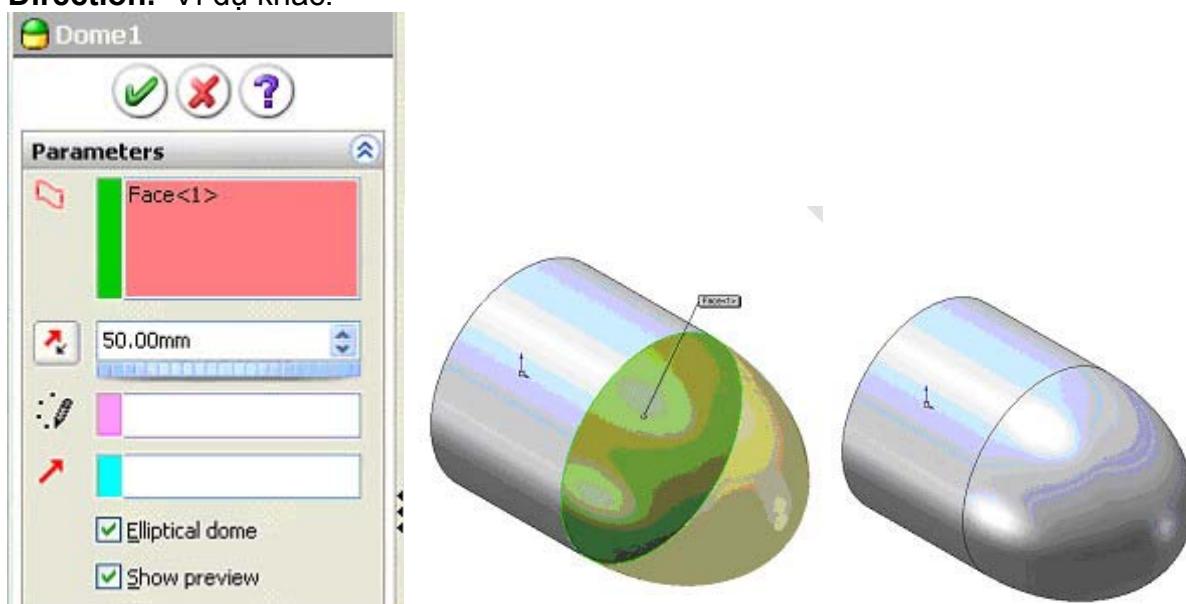 Direction: Ví dụ khác:
Dome1
Parameters
Face<1>
50.00mm
Elliptical dome
Show preview
Face<1>